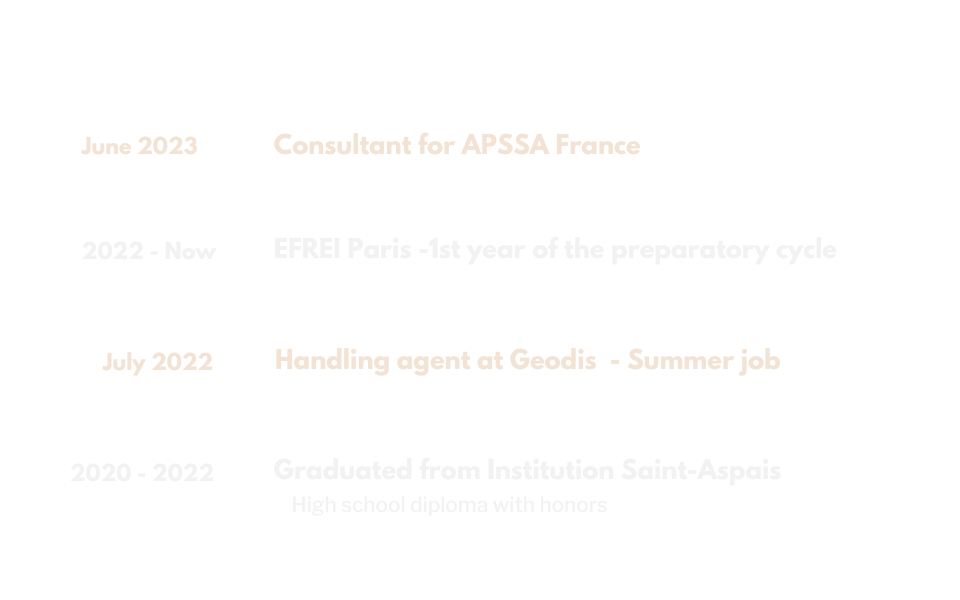 June 2023 Consultant for APSSA France
2022 - Now EFREI Paris -1st year of the preparatory cycle
July 2022 Handling agent at Geodis - Summer job
2020 - 2022 Graduated from Institution Saint-Aspais
High school diploma with honors